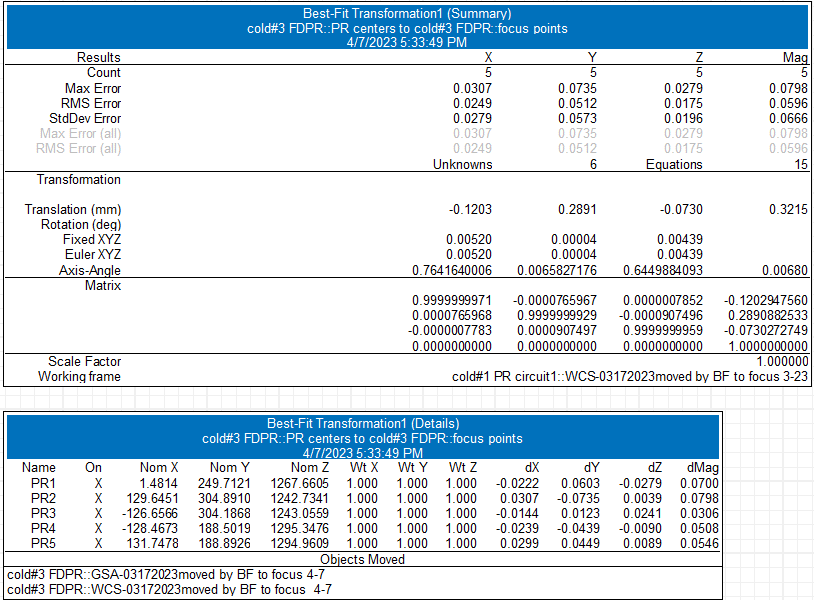 Best-Fit Transformation1 (Summary)
cold#3 FDPR::PR centers to cold#3 FDPR::focus points
4/7/2023 5:33:49 PM
Results X Y Z Mag
Count 5 5 5 5
Max Error 0.0307 0.0735 0.0279 0.0798
RMS Error 0.0249 0.0512 0.0175 0.0596
StdDev Error 0.0279 0.0573 0.0196 0.0666
Max Error (all) 0.0307 0.0735 0.0279 0.0798
RMS Error (all) 0.0249 0.0512 0.0175 0.0596
Unknowns 6 Equations 15
Transformation
Translation (mm) -0.1203 0.2891 -0.0730 0.3215
Rotation (deg)
Fixed XYZ 0.00520 0.00004 0.00439
Euler XYZ 0.00520 0.00004 0.00439
Axis-Angle 0.7641640006 0.0065827176 0.6449884093 0.00680
Matrix
0.9999999971 -0.0000765967 0.0000007852 -0.1202947560
0.0000765968 0.9999999929 -0.0000907496 0.2890882533
-0.0000007783 0.0000907497 0.9999999959 -0.0730272749
0.0000000000 0.0000000000 0.0000000000 1.0000000000
Scale Factor 1.000000
Working frame cold#1 PR circuit1::WCS-03172023moved by BF to focus 3-23
Best-Fit Transformation1 (Details)
cold#3 FDPR::PR centers to cold#3 FDPR::focus points
4/7/2023 5:33:49 PM
Name On Nom X Nom Y Nom Z Wt X Wt Y Wt Z dX dY dZ dMag
PR1 X 1.4814 249.7121 1267.6605 1.000 1.000 1.000 -0.0222 0.0603 -0.0279 0.0700
PR2 X 129.6451 304.8910 1242.7341 1.000 1.000 1.000 0.0307 -0.0735 0.0039 0.0798
PR3 X -126.6566 304.1868 1243.0559 1.000 1.000 1.000 -0.0144 0.0123 0.0241 0.0306
PR4 X -128.4673 188.5019 1295.3476 1.000 1.000 1.000 -0.0239 -0.0439 -0.0090 0.0508
PR5 X 131.7478 188.8926 1294.9609 1.000 1.000 1.000 0.0299 0.0449 0.0089 0.0546
Objects Moved
cold#3 FDPR::GSA-03172023moved by BF to focus 4-7
cold#3 FDPR::WCS-03172023moved by BF to focus 4-7